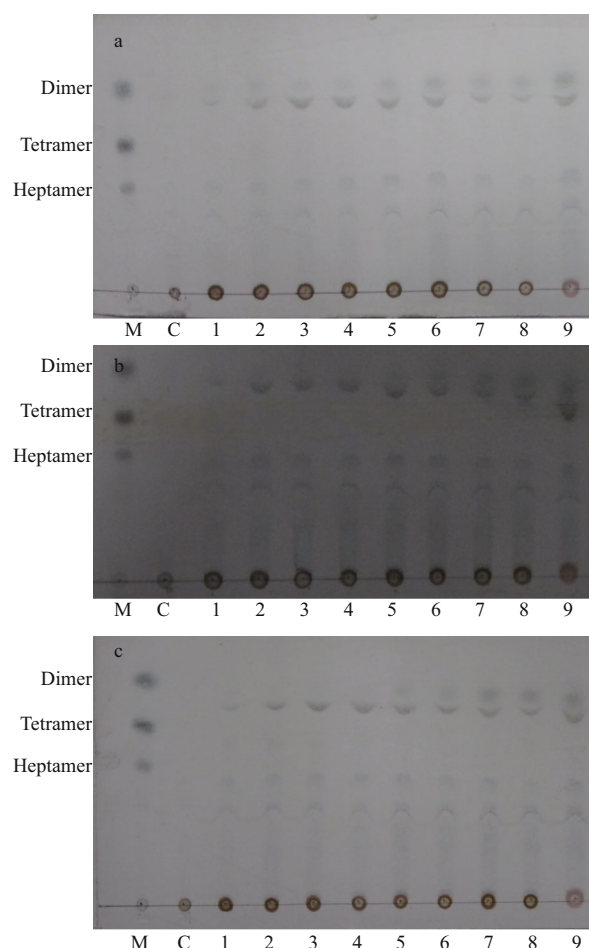 a
Dimer
Tetramer
Heptamer
M C 1 2 3 4 5 6 7 8 9
b
Dimer
Tetramer
Heptamer
M C 1 2 3 4 5 6 7 8 9
c
Dimer
Tetramer
Heptamer
M C 1 2 3 4 5 6 7 8 9